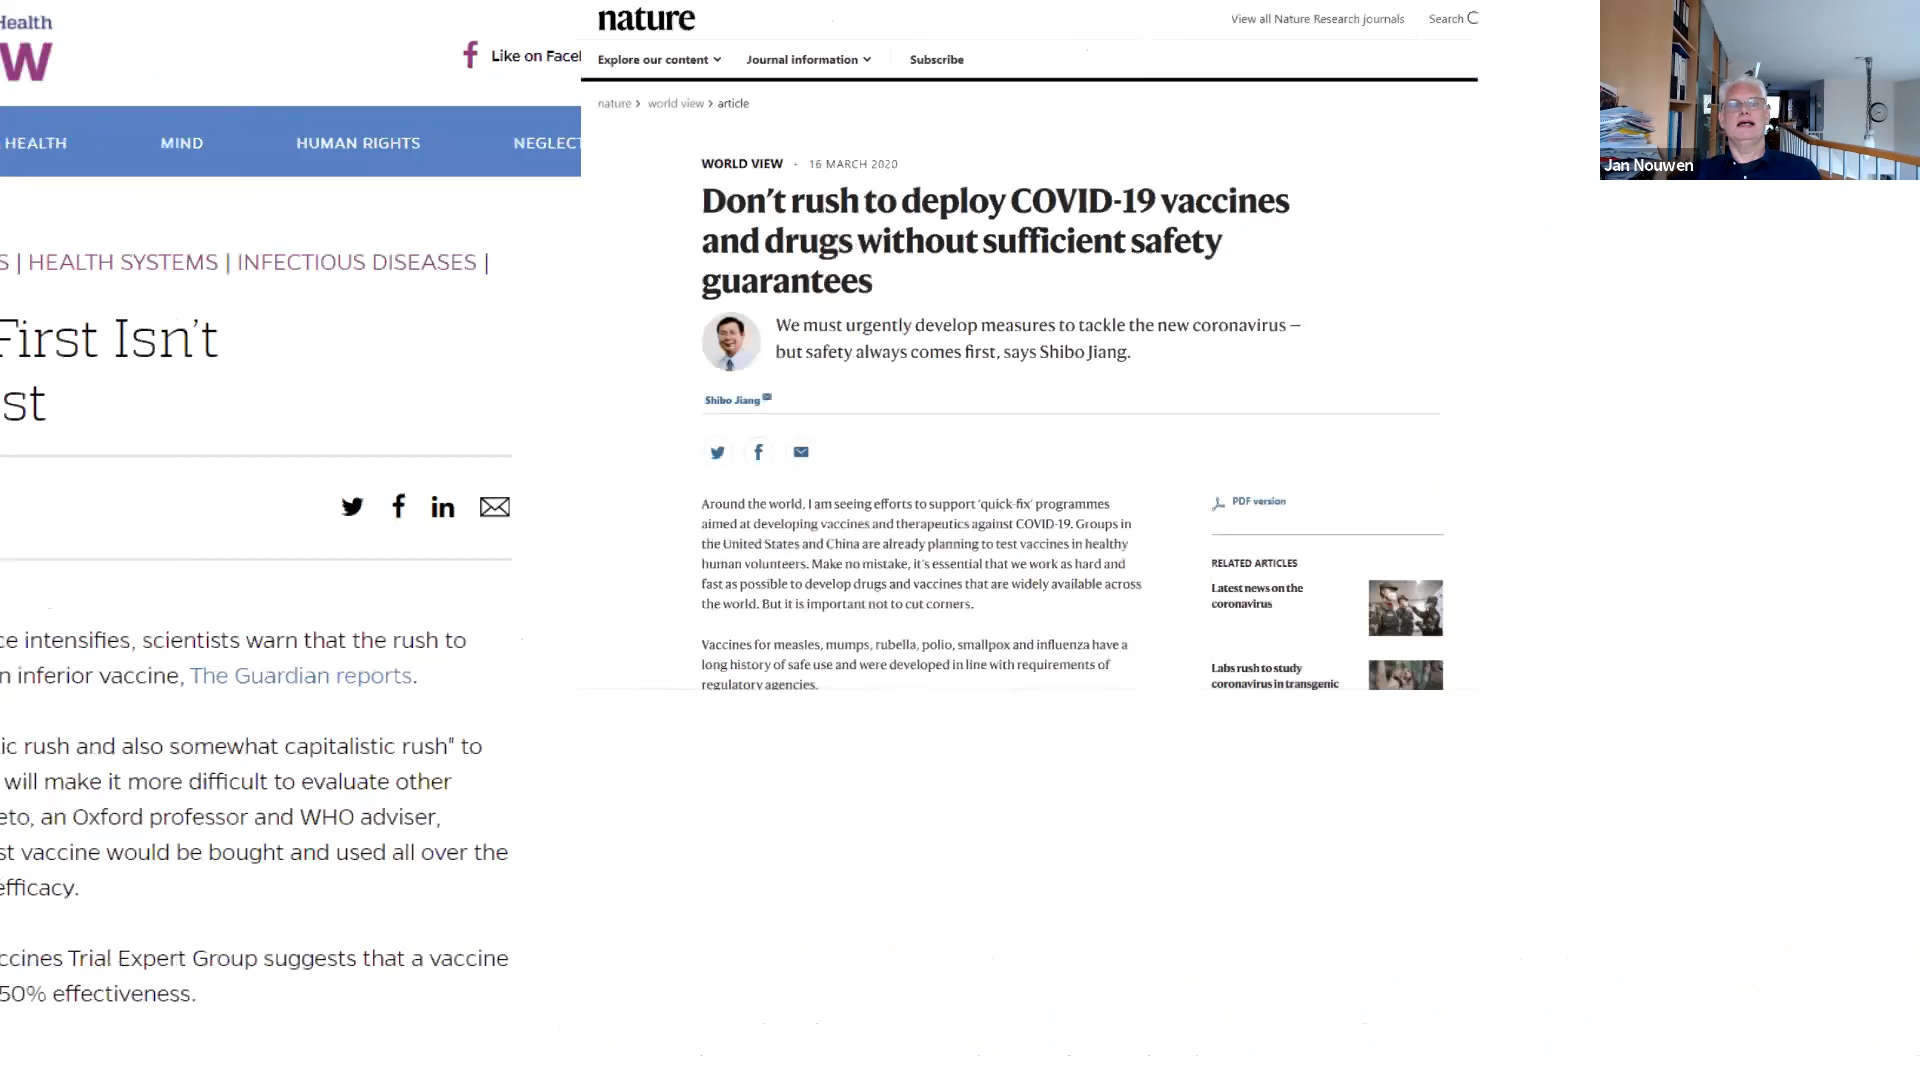 Health
W
Like on Facel
HEALTH MIND HUMAN RIGHTS NEGLECT
S | HEALTH SYSTEMS | INFECTIOUS DISEASES |
First Isn't
st
ce intensifies, scientists warn that the rush to
n inferior vaccine, The Guardian reports.
ic rush and also somewhat capitalistic rush" to
will make it more difficult to evaluate other
eto, an Oxford professor and WHO adviser,
st vaccine would be bought and used all over the
efficacy.
ccines Trial Expert Group suggests that a vaccine
50% effectiveness.
nature
View all Nature Research journals Search
Explore our content Journal information Subscribe
nature > world view > article
WORLD VIEW · 16 MARCH 2020
Don't rush to deploy COVID-19 vaccines
and drugs without sufficient safety
guarantees
We must urgently develop measures to tackle the new coronavirus —
but safety always comes first, says Shibo Jiang.
Shibo Jiang
Around the world, I am seeing efforts to support 'quick-fix' programmes
aimed at developing vaccines and therapeutics against COVID-19. Groups in
the United States and China are already planning to test vaccines in healthy
human volunteers. Make no mistake, it's essential that we work as hard and
fast as possible to develop drugs and vaccines that are widely available across
the world. But it is important not to cut corners.
Vaccines for measles, mumps, rubella, polio, smallpox and influenza have a
long history of safe use and were developed in line with requirements of
regulatory agencies.
PDF version
RELATED ARTICLES
Latest news on the
coronavirus
Labs rush to study
coronavirus in transgenic
Jan Nouwen